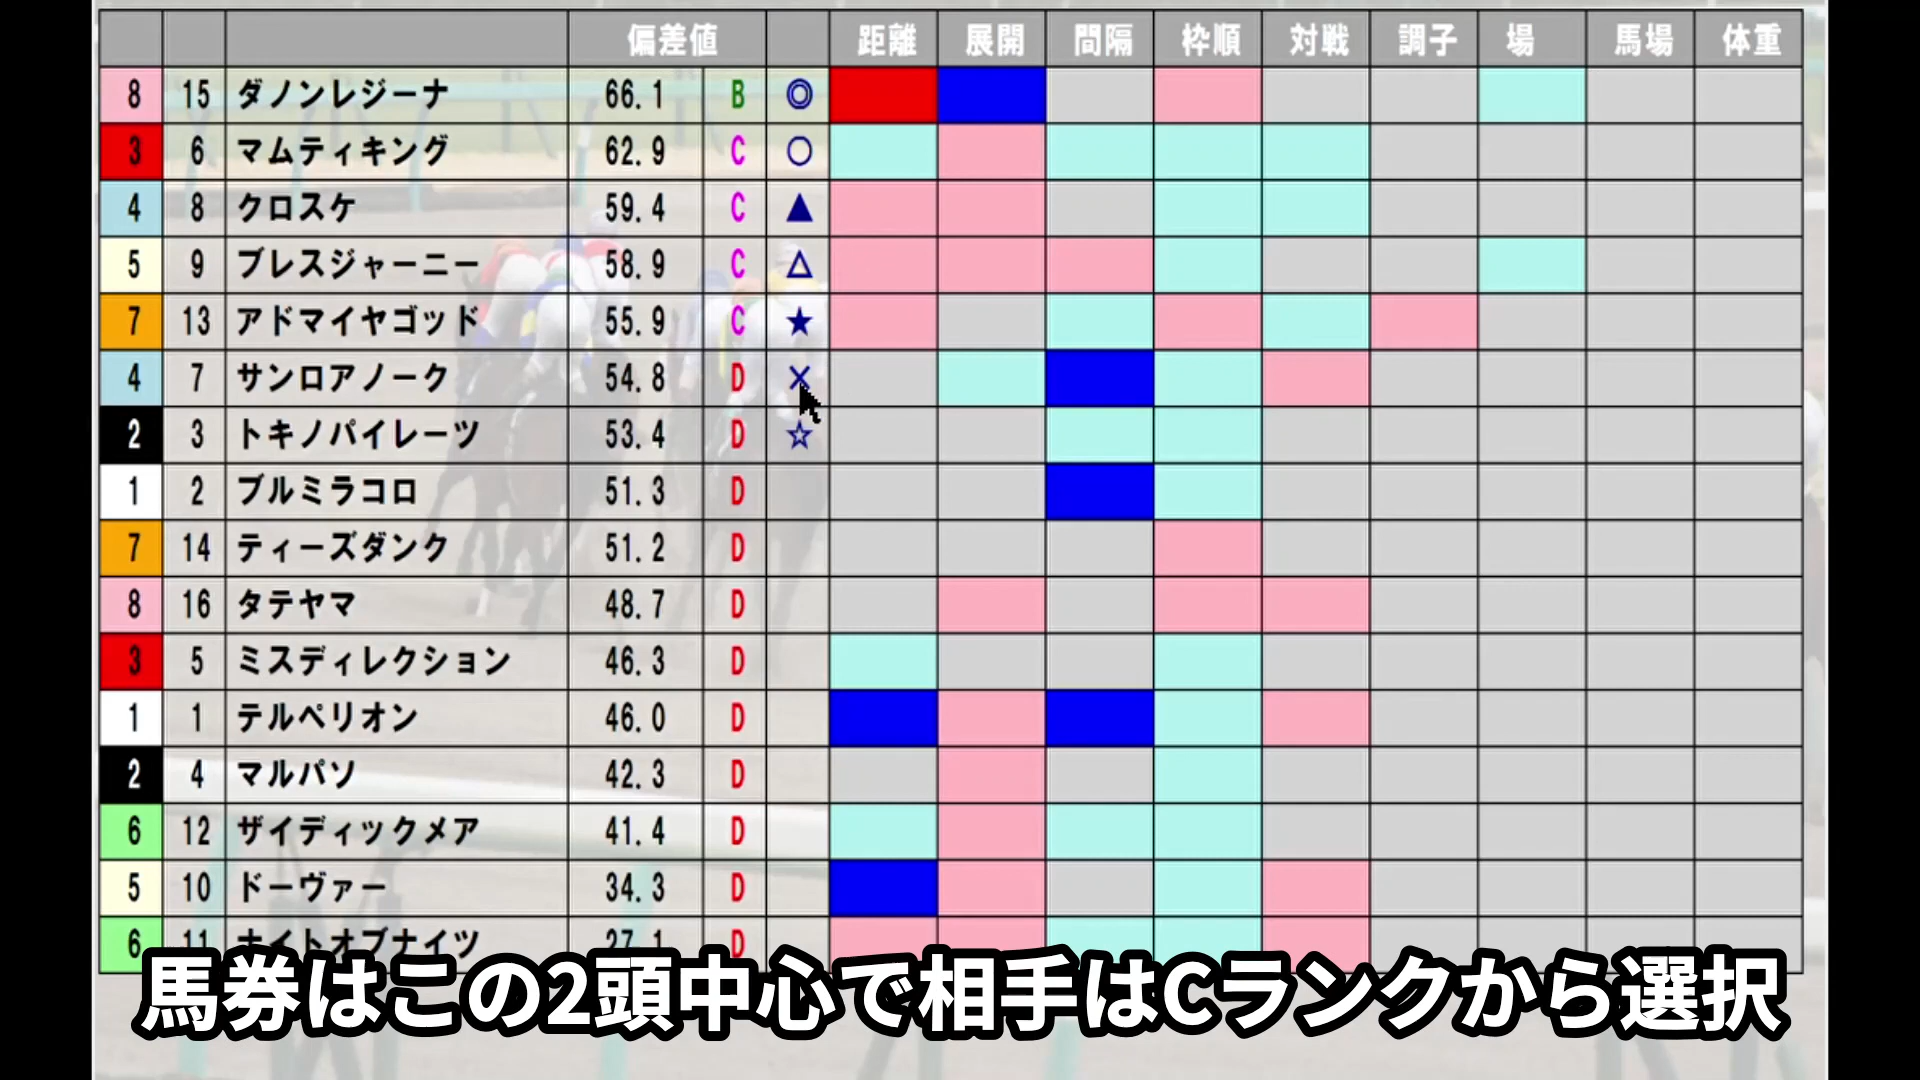 偏差値 距離 展開 間隔 枠順 対戦 調子 場 馬場 体重
8 15 ダノンレジーナ 66.1 B ◎
3 6 マムティキング 62.9 C ○
4 8 クロスケ 59.4 C ▲
5 9 ブレスジャーニー 58.9 C △
7 13 アドマイヤゴッド 55.9 C ★
4 7 サンロアノーク 54.8 D ×
2 3 トキノパイレーツ 53.4 D ☆
1 2 ブルミラコロ 51.3 D
7 14 ティーズダンク 51.2 D
8 16 タテヤマ 48.7 D
3 5 ミスディレクション 46.3 D
1 1 テルペリオン 46.0 D
2 4 マルパソ 42.3 D
6 12 ザイディックメア 41.4 D
5 10 ドーヴァー 34.3 D
6 11 ナイトオブナイツ 27.1 D
馬券はこの2頭中心で相手はCランクから選択